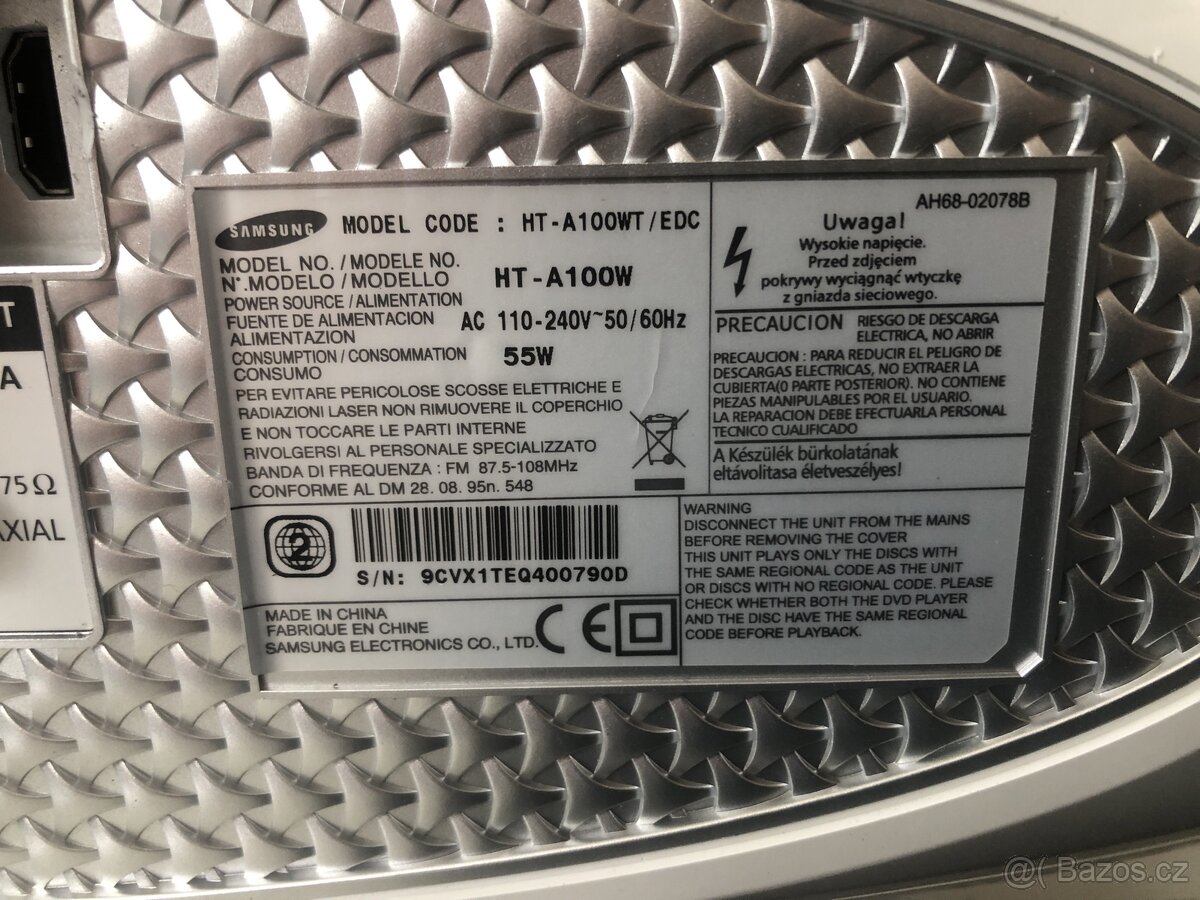 SAMSUNG MODEL CODE : HT-A100WT/EDC
MODEL NO. / MODELE NO.
N°.MODELO / MODELLO HT-A100W
POWER SOURCE / ALIMENTATION
FUENTE DE ALIMENTACION AC 110-240V~50/60Hz
ALIMENTAZION
CONSUMPTION / CONSOMMATION 55W
CONSUMO
PER EVITARE PERICOLOSE SCOSSE ELETTRICHE E
RADIAZIONI LASER NON RIMUOVERE IL COPERCHIO
E NON TOCCARE LE PARTI INTERNE
RIVOLGERSI AL PERSONALE SPECIALIZZATO
BANDA DI FREQUENZA : FM 87.5-108MHz
CONFORME AL DM 28. 08. 95n. 548
2
S/N: 9CVX1TEQ400790D
MADE IN CHINA
FABRIQUE EN CHINE
SAMSUNG ELECTRONICS CO., LTD.
CE
AH68-02078B
Uwaga!
Wysokie napięcie.
Przed zdjęciem
pokrywy wyciągnąć wtyczkę
z gniazda sieciowego.
PRECAUCION RIESGO DE DESCARGA
ELECTRICA, NO ABRIR
PRECAUCION : PARA REDUCIR EL PELIGRO DE
DESCARGAS ELECTRICAS, NO EXTRAER LA
CUBIERTA(0 PARTE POSTERIOR). NO CONTIENE
PIEZAS MANIPULABLES POR EL USUARIO.
LA REPARACION DEBE EFECTUARLA PERSONAL
TECNICO CUALIFICADO
A Készülék bürkolatának
eltávolitasa életveszélyes!
WARNING
DISCONNECT THE UNIT FROM THE MAINS
BEFORE REMOVING THE COVER
THIS UNIT PLAYS ONLY THE DISCS WITH
THE SAME REGIONAL CODE AS THE UNIT
OR DISCS WITH NO REGIONAL CODE. PLEASE
CHECK WHETHER BOTH THE DVD PLAYER
AND THE DISC HAVE THE SAME REGIONAL
CODE BEFORE PLAYBACK.
T
A
75Ω
AXIAL
@( Bazos.cz